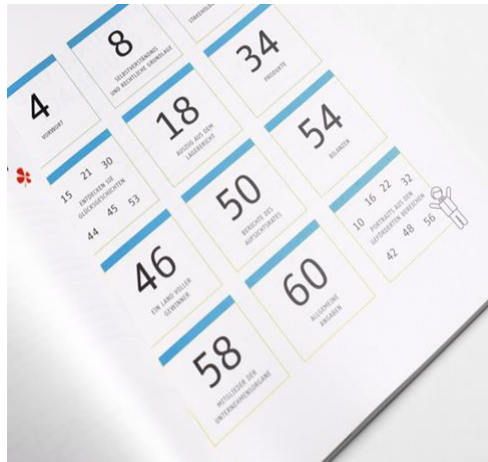 STAKEHOLD
8
SELBSTVERSTÄNDNIS
UND RECHTLICHE GRUNDLAGE
34
PRODUKTE
4
VORWORT
18
AUSZUG AUS DEM
LAGEBERICHT
54
BILANZEN
15 21 30
ENTDECKEN SIE
GLÜCKSGESCHICHTEN
44 45 53
50
BERICHTE DES
AUFSICHTSRATES
10 16 22 32
PORTRAITS AUS DEN
GEFÖRDERTEN BEREICHEN
42 48 56
46
EIN LAND VOLLER
GEWINNER
60
ALLGEMEINE
ANGABEN
58
MITGLIEDER DER
UNTERNEHMENSORGANE